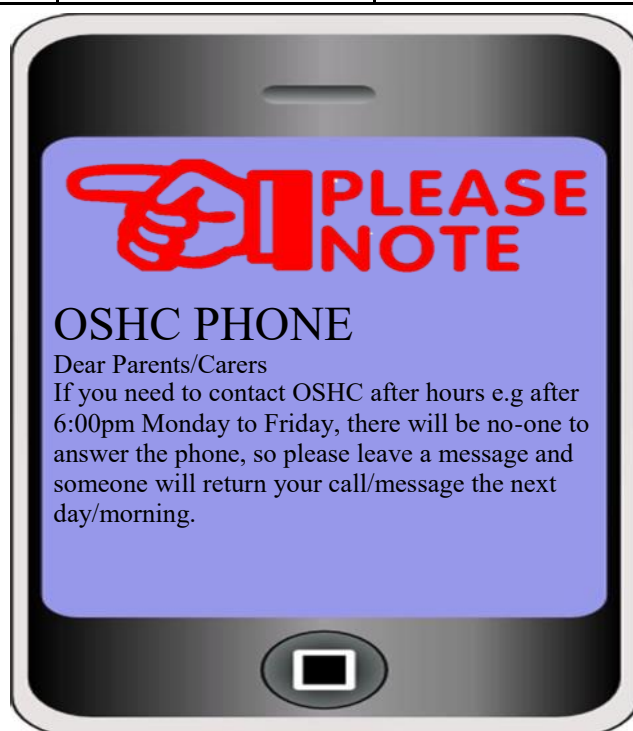 PLEASE
NOTE
OSHC PHONE
Dear Parents/Carers
If you need to contact OSHC after hours e.g after
6:00pm Monday to Friday, there will be no-one to
answer the phone, so please leave a message and
someone will return your call/message the next
day/morning.